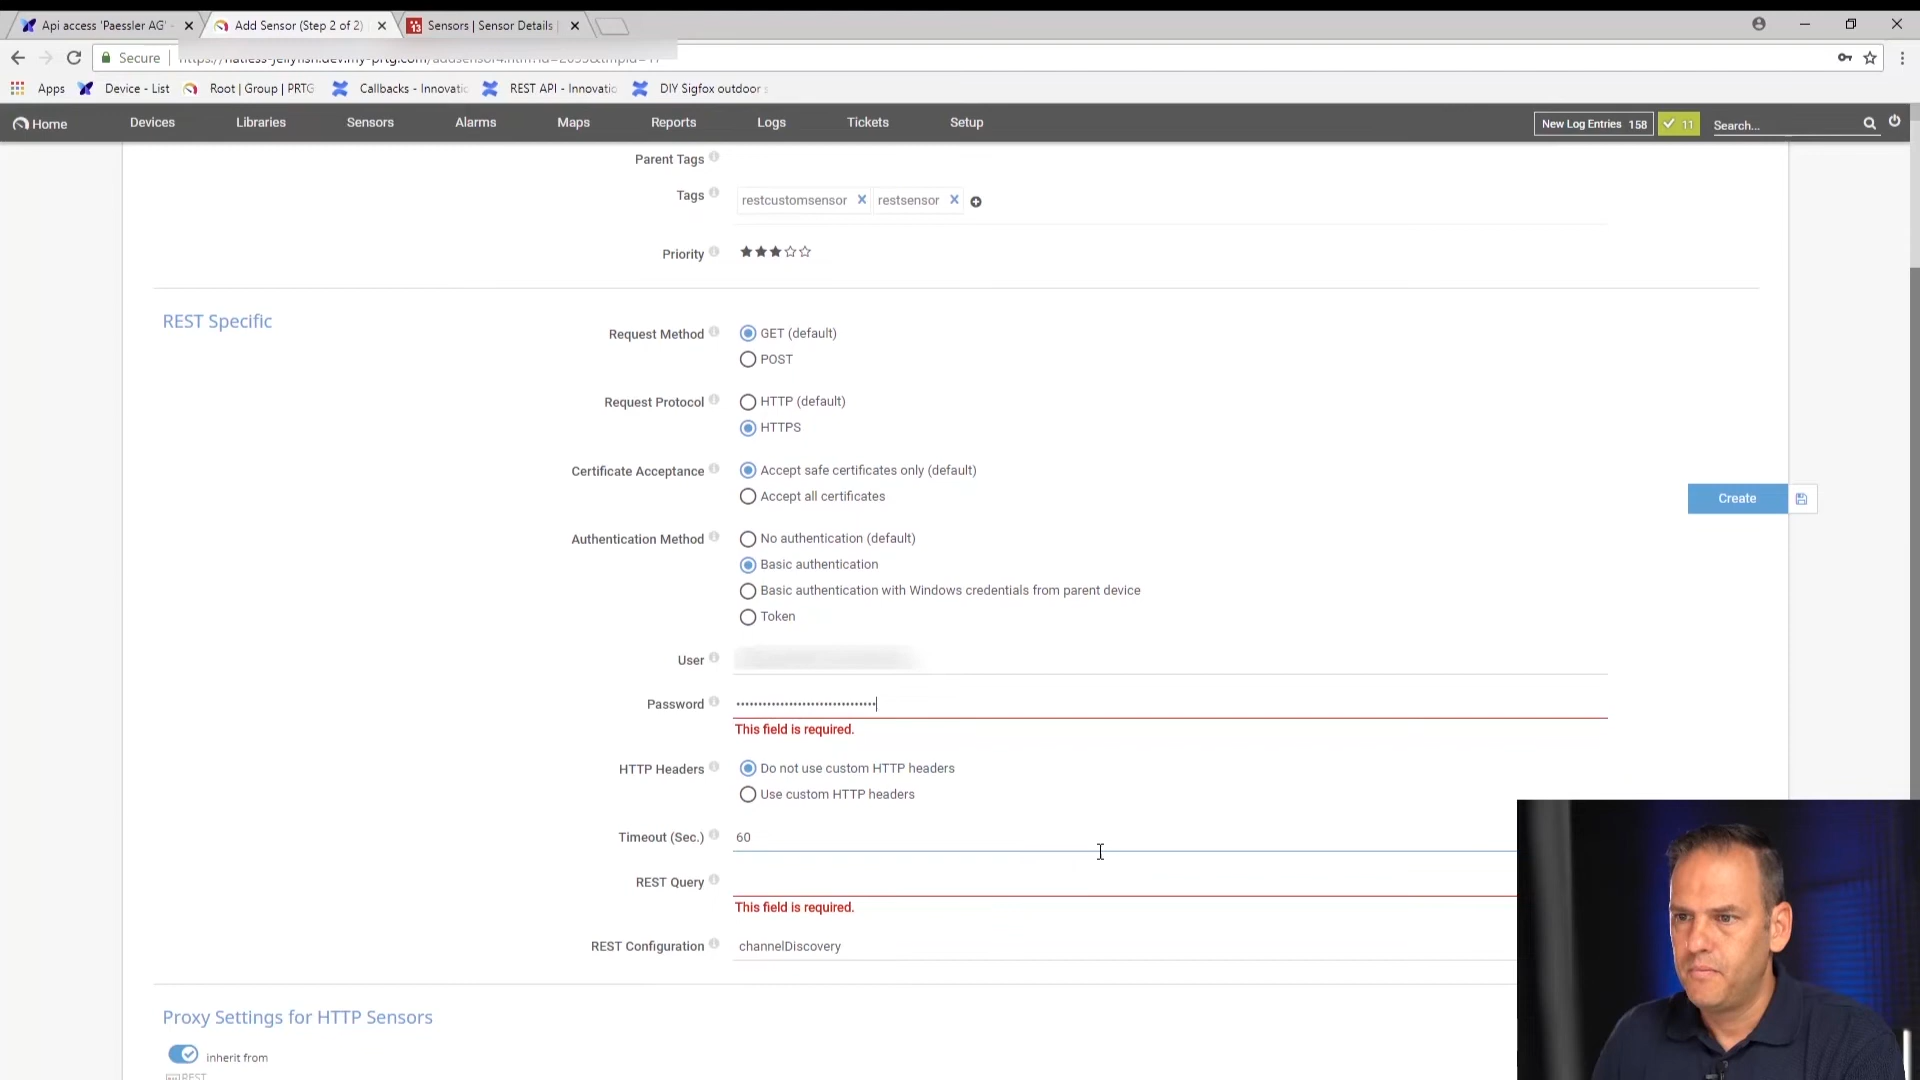 Api access 'Paessler AG' -
Add Sensor (Step 2 of 2)
Sensors | Sensor Details
Secure
Apps
Device - List
Root | Group | PRTG
Callbacks - Innovatic
REST API - Innovatio
DIY Sigfox outdoor s
Home
Devices
Libraries
Sensors
Alarms
Maps
Reports
Logs
Tickets
Setup
New Log Entries 158
11
Search...
Parent Tags
Tags
restcustomsensor
restsensor
Priority
REST Specific
Request Method
GET (default)
POST
Request Protocol
HTTP (default)
HTTPS
Certificate Acceptance
Accept safe certificates only (default)
Accept all certificates
Create
Authentication Method
No authentication (default)
Basic authentication
Basic authentication with Windows credentials from parent device
Token
User
Password
This field is required.
HTTP Headers
Do not use custom HTTP headers
Use custom HTTP headers
Timeout (Sec.)
60
REST Query
This field is required.
REST Configuration
channelDiscovery
Proxy Settings for HTTP Sensors
inherit from
REST